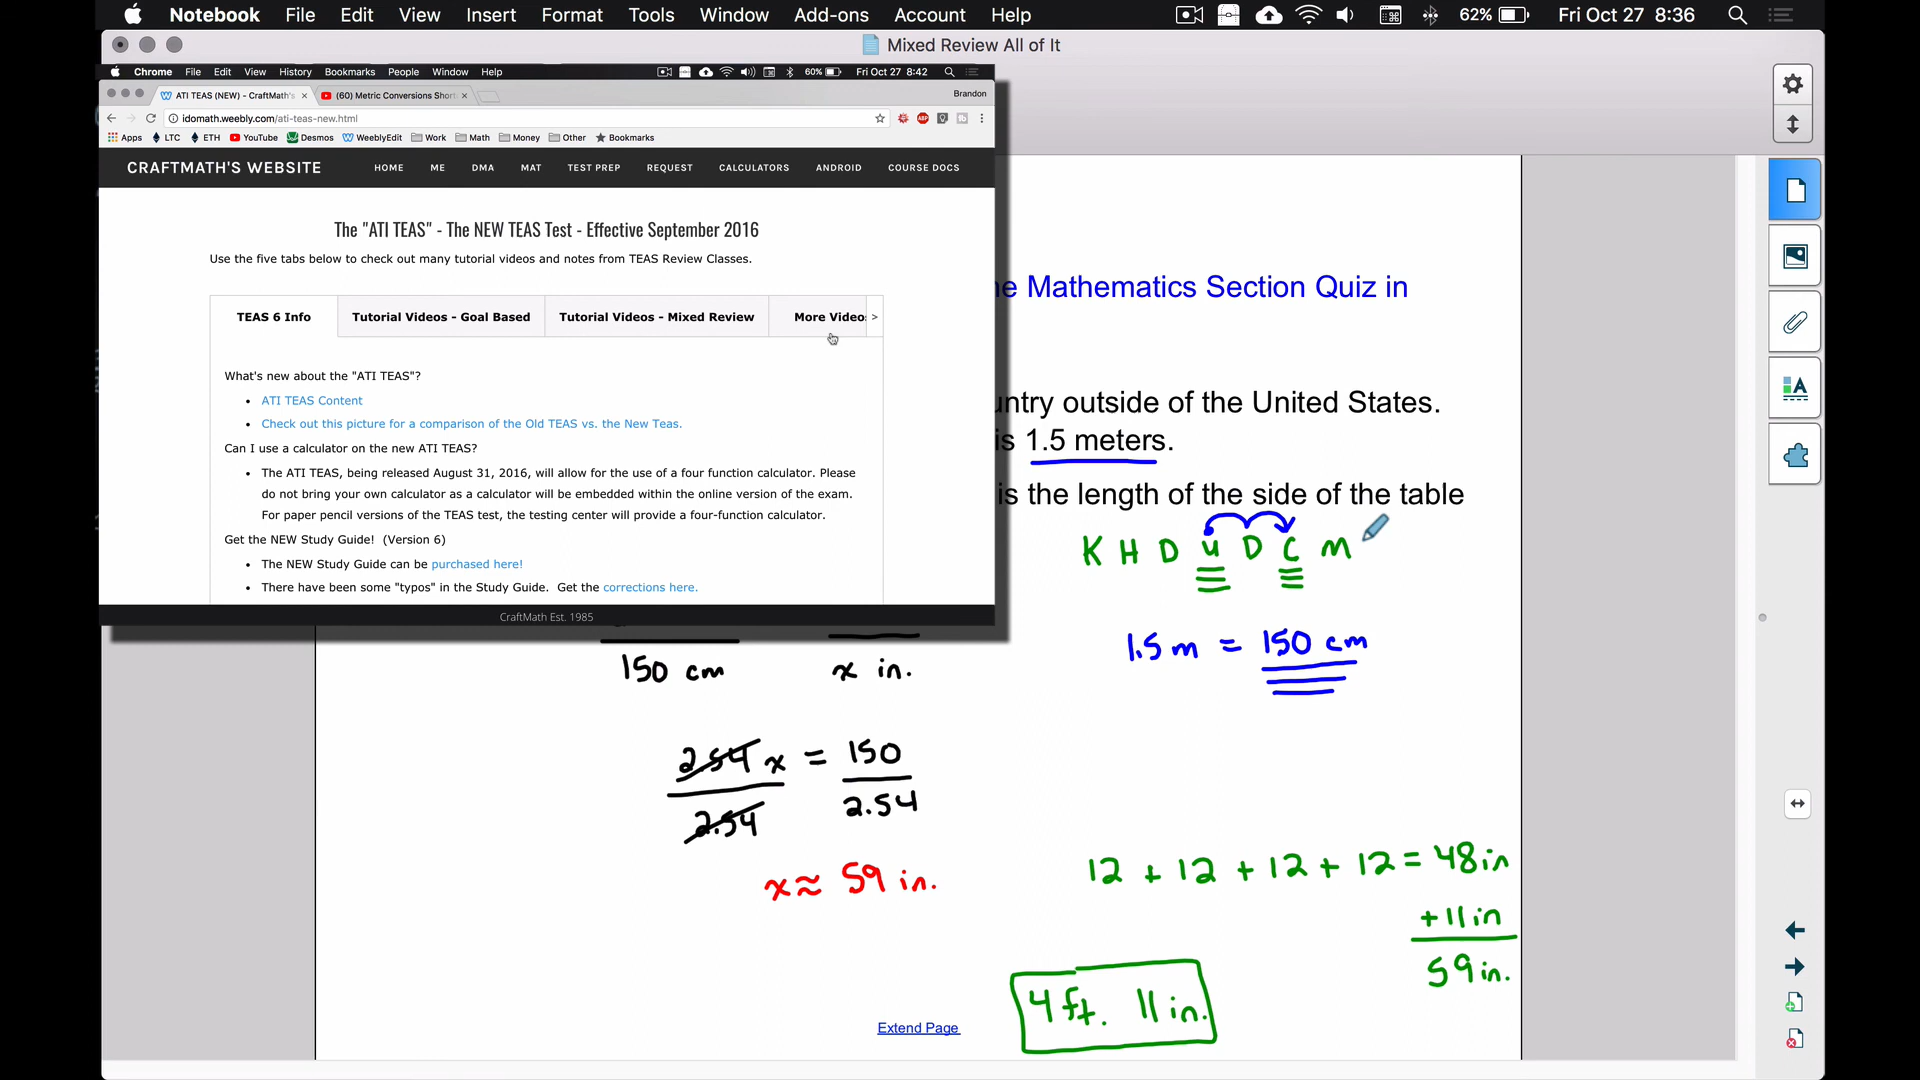 Notebook File Edit View Insert Format Tools Window Add-ons Account Help 62% Fri Oct 27 8:36
Mixed Review All of It
Chrome File Edit View History Bookmarks People Window Help 60% Fri Oct 27 8:42
ATI TEAS (NEW) - CraftMath's (60) Metric Conversions Short Brandon
idomath.weebly.com/ati-teas-new.html
Apps LTC ETH YouTube Desmos WeeblyEdit Work Math Money Other Bookmarks
CRAFTMATH'S WEBSITE HOME ME DMA MAT TEST PREP REQUEST CALCULATORS ANDROID COURSE DOCS
The "ATI TEAS" - The NEW TEAS Test - Effective September 2016
Use the five tabs below to check out many tutorial videos and notes from TEAS Review Classes.
TEAS 6 Info Tutorial Videos - Goal Based Tutorial Videos - Mixed Review More Video >
What's new about the "ATI TEAS"?
• ATI TEAS Content
• Check out this picture for a comparison of the Old TEAS vs. the New Teas.
Can I use a calculator on the new ATI TEAS?
• The ATI TEAS, being released August 31, 2016, will allow for the use of a four function calculator. Please
do not bring your own calculator as a calculator will be embedded within the online version of the exam.
For paper pencil versions of the TEAS test, the testing center will provide a four-function calculator.
Get the NEW Study Guide! (Version 6)
• The NEW Study Guide can be purchased here!
• There have been some "typos" in the Study Guide. Get the corrections here.
CraftMath Est. 1985
e Mathematics Section Quiz in
ntry outside of the United States.
is 1.5 meters.
is the length of the side of the table
K H D U D C M
1.5 m = 150 cm
150 cm x in.
2.54 x = 150
2.54 2.54
x ≈ 59 in.
12 + 12 + 12 + 12 = 48 in
+ 11 in
59 in.
4 ft. 11 in.
Extend Page